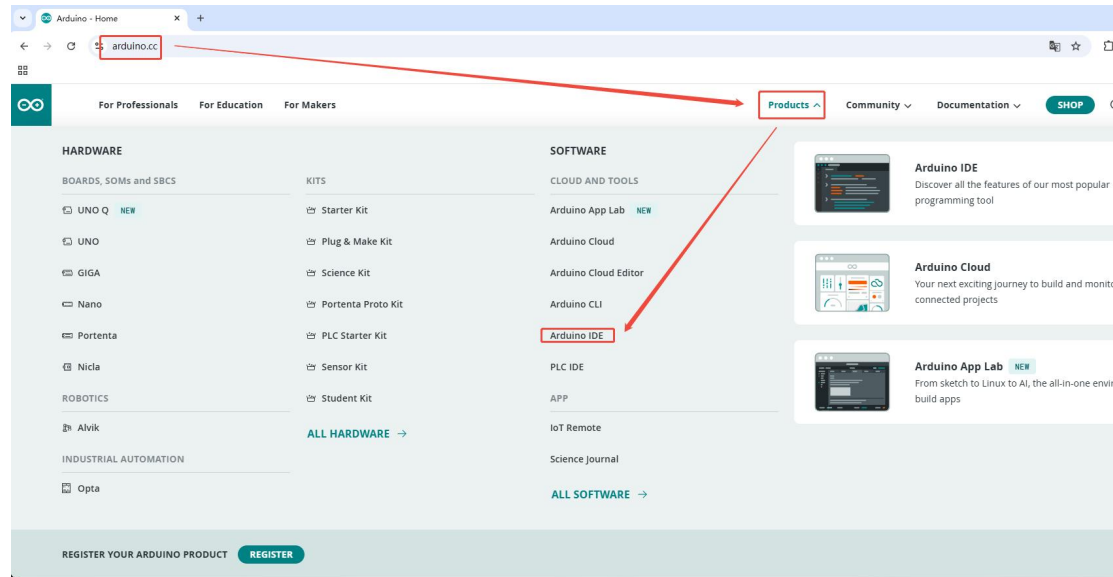 Arduino - Home
arduino.cc
For Professionals For Education For Makers Products Community Documentation SHOP
HARDWARE
BOARDS, SOMs and SBCS
UNO Q NEW
UNO
GIGA
Nano
Portenta
Nicla
ROBOTICS
Alvik
INDUSTRIAL AUTOMATION
Opta
KITS
Starter Kit
Plug & Make Kit
Science Kit
Portenta Proto Kit
PLC Starter Kit
Sensor Kit
Student Kit
ALL HARDWARE →
SOFTWARE
CLOUD AND TOOLS
Arduino App Lab NEW
Arduino Cloud
Arduino Cloud Editor
Arduino CLI
Arduino IDE
PLC IDE
APP
IoT Remote
Science Journal
ALL SOFTWARE →
Arduino IDE
Discover all the features of our most popular
programming tool
Arduino Cloud
Your next exciting journey to build and monito
connected projects
Arduino App Lab NEW
From sketch to Linux to AI, the all-in-one envi
build apps
REGISTER YOUR ARDUINO PRODUCT REGISTER